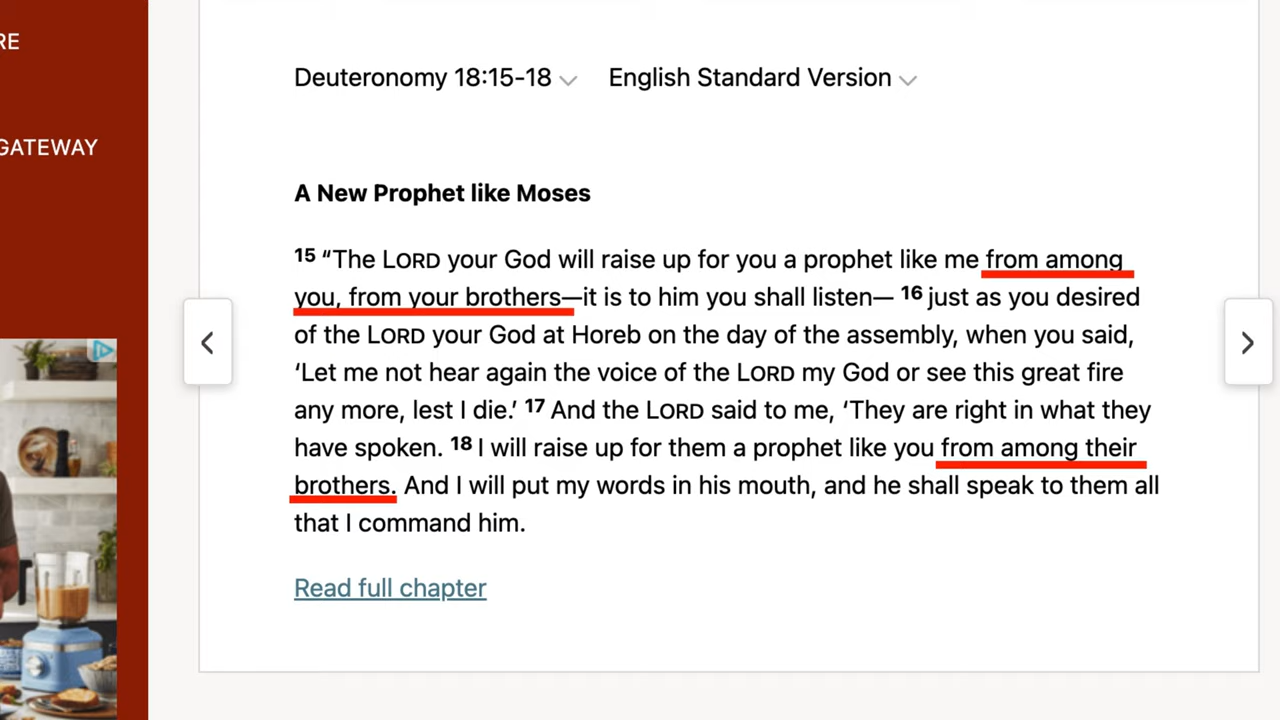 RE
GATEWAY
Deuteronomy 18:15-18 English Standard Version
A New Prophet like Moses
15 “The LORD your God will raise up for you a prophet like me from among
you, from your brothers—it is to him you shall listen— 16 just as you desired
of the LORD your God at Horeb on the day of the assembly, when you said,
‘Let me not hear again the voice of the LORD my God or see this great fire
any more, lest I die.’ 17 And the LORD said to me, ‘They are right in what they
have spoken. 18 I will raise up for them a prophet like you from among their
brothers. And I will put my words in his mouth, and he shall speak to them all
that I command him.
Read full chapter